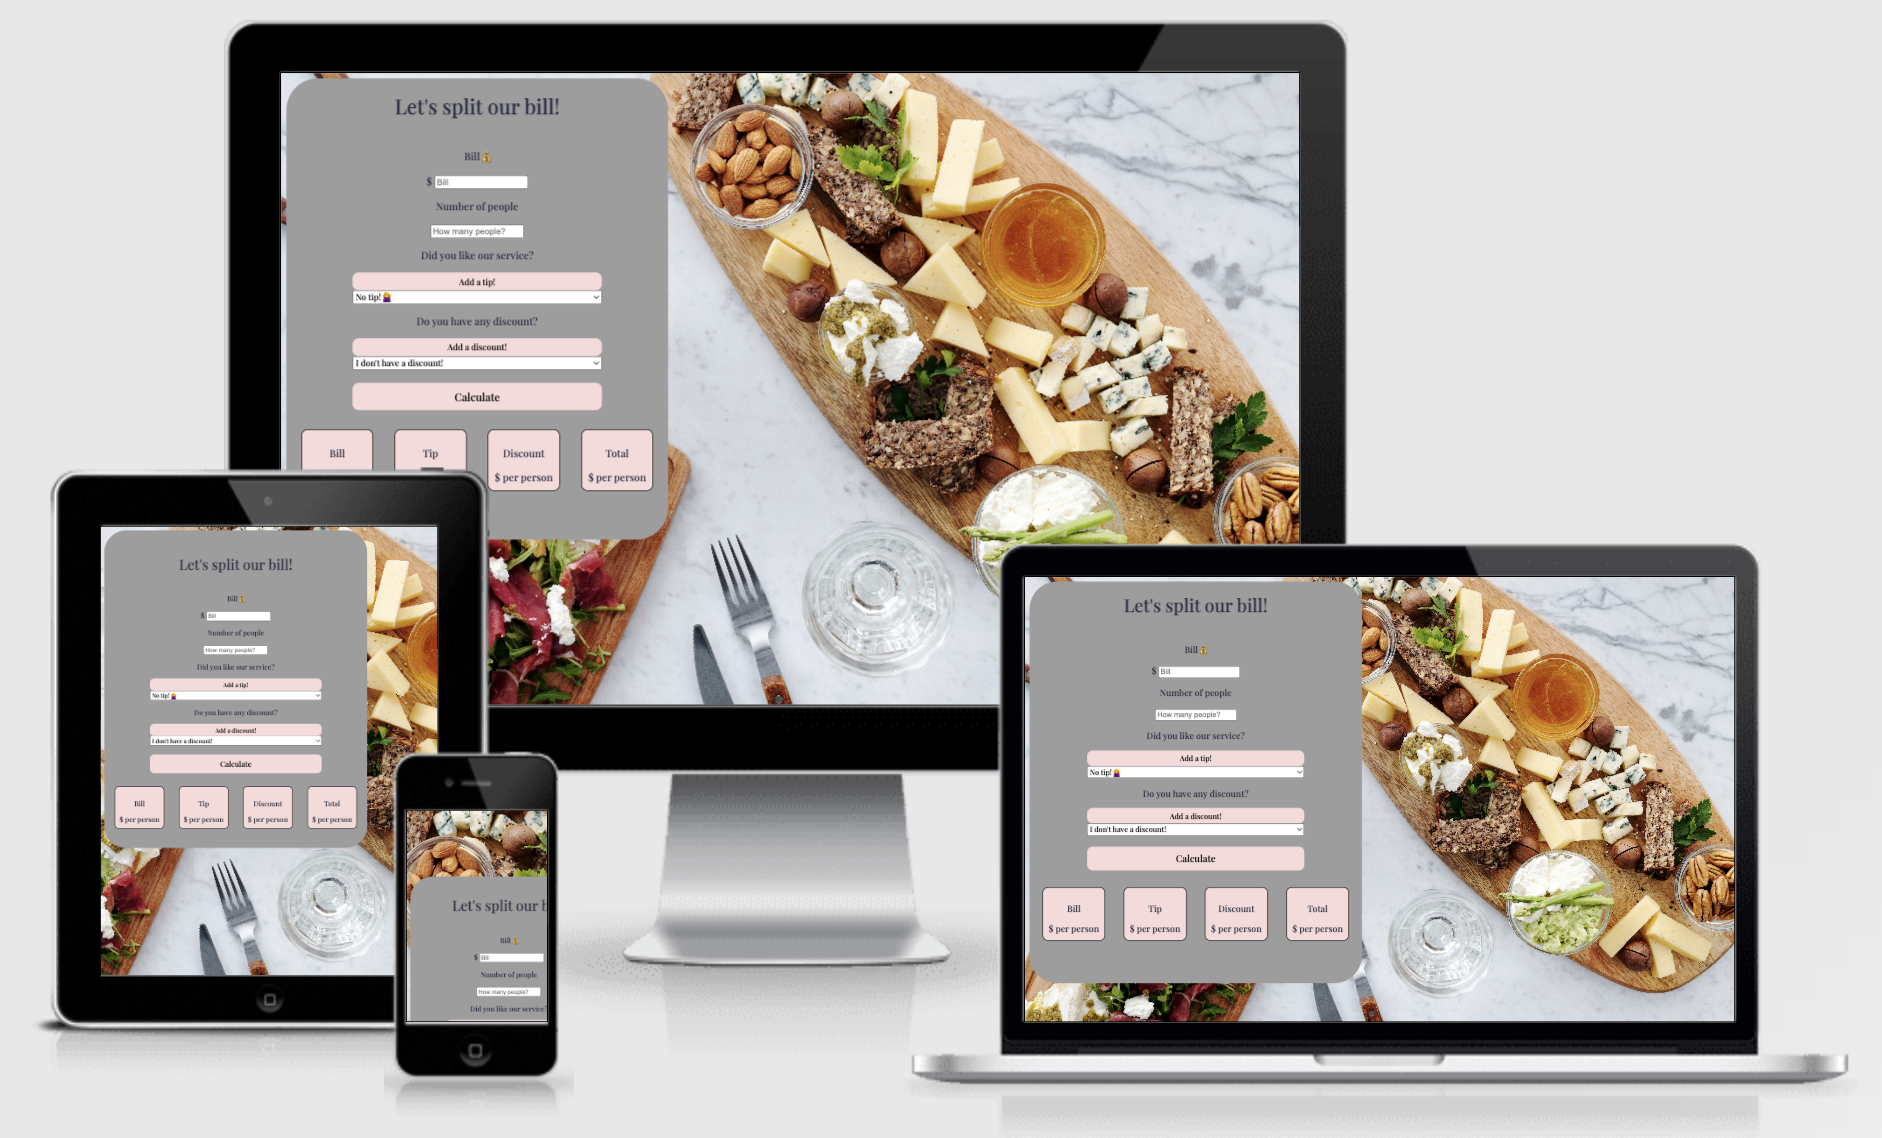 Let's split our bill!
Bill💰
$ Bill
Number of people
How many people?
Did you like our service?
Add a tip!
No tip! 🤷‍♀️
Do you have any discount?
Add a discount!
I don't have a discount!
Calculate
Bill Tip Discount Total
$ per person $ per person
Let's split our bill!
Bill💰
$ Bill
Number of people
How many people?
Did you like our service?
Add a tip!
No tip! 🤷‍♀️
Do you have any discount?
Add a discount!
I don't have a discount!
Calculate
Bill Tip Discount Total
$ per person $ per person $ per person $ per person
Let's split our b
Bill💰
$ Bill
Number of people
How many people?
Did you like our service?
Let's split our bill!
Bill💰
$ Bill
Number of people
How many people?
Did you like our service?
Add a tip!
No tip! 🤷‍♀️
Do you have any discount?
Add a discount!
I don't have a discount!
Calculate
Bill Tip Discount Total
$ per person $ per person $ per person $ per person